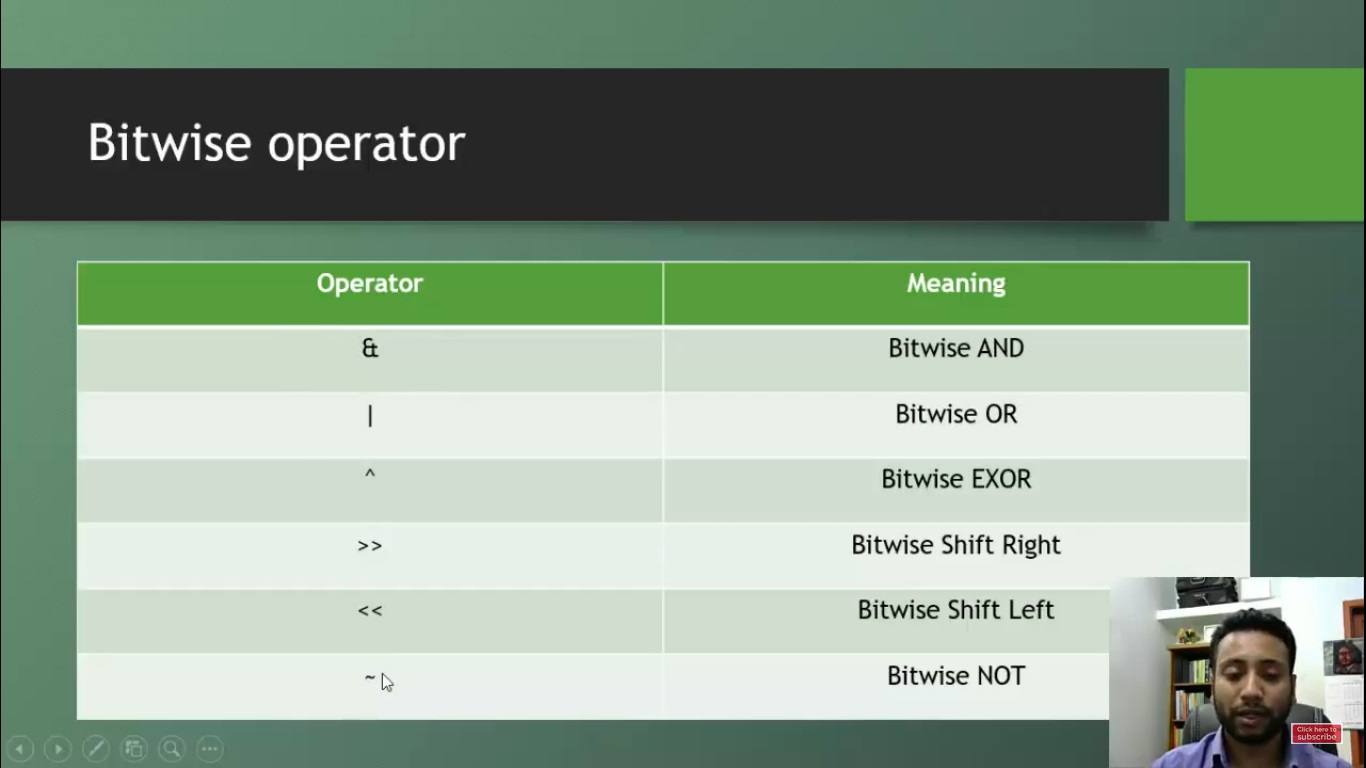 Bitwise operator
Operator Meaning
& Bitwise AND
| Bitwise OR
^ Bitwise EXOR
>> Bitwise Shift Right
<< Bitwise Shift Left
~ Bitwise NOT
Click here to
subscribe